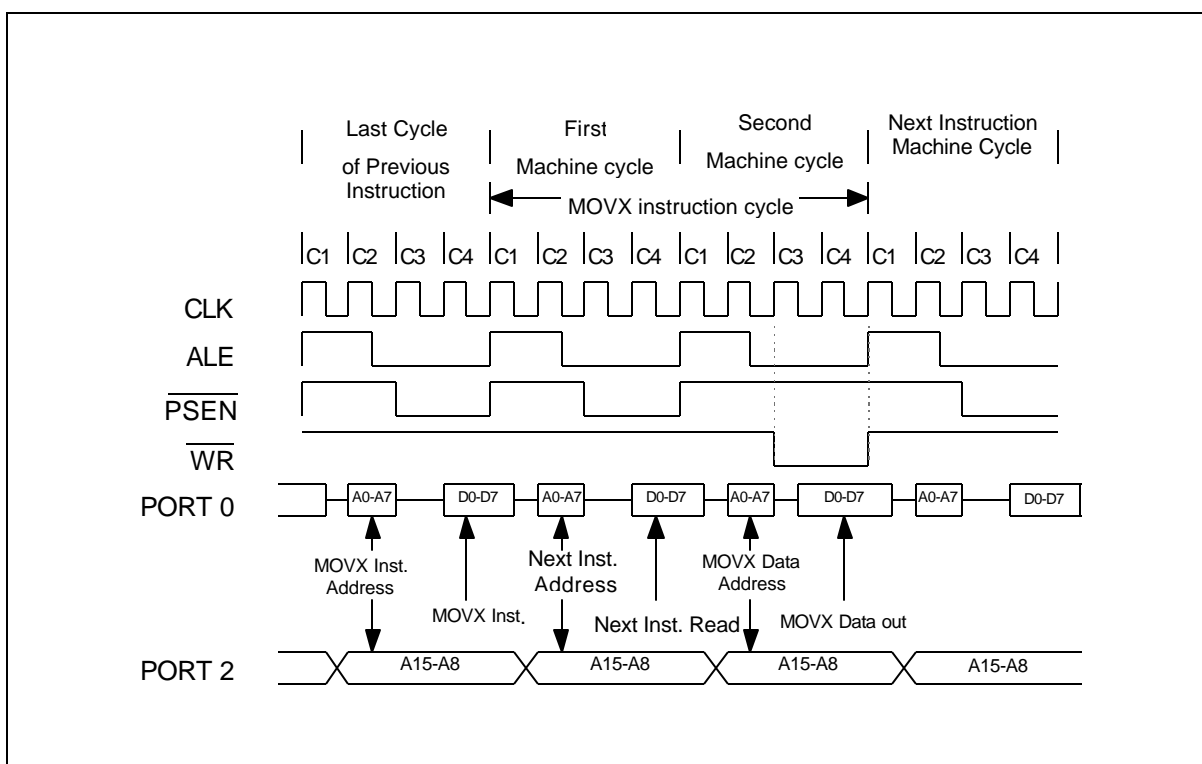 Last Cycle
of Previous
Instruction
First
Machine cycle
Second
Machine cycle
Next Instruction
Machine Cycle
MOVX instruction cycle
C1 C2 C3 C4 C1 C2 C3 C4 C1 C2 C3 C4 C1 C2 C3 C4
CLK
ALE
PSEN
WR
PORT 0
A0-A7 D0-D7 A0-A7 D0-D7 A0-A7 D0-D7 A0-A7 D0-D7
MOVX Inst.
Address
MOVX Inst.
Next Inst.
Address
Next Inst. Read
MOVX Data
Address
MOVX Data out
PORT 2
A15-A8 A15-A8 A15-A8 A15-A8